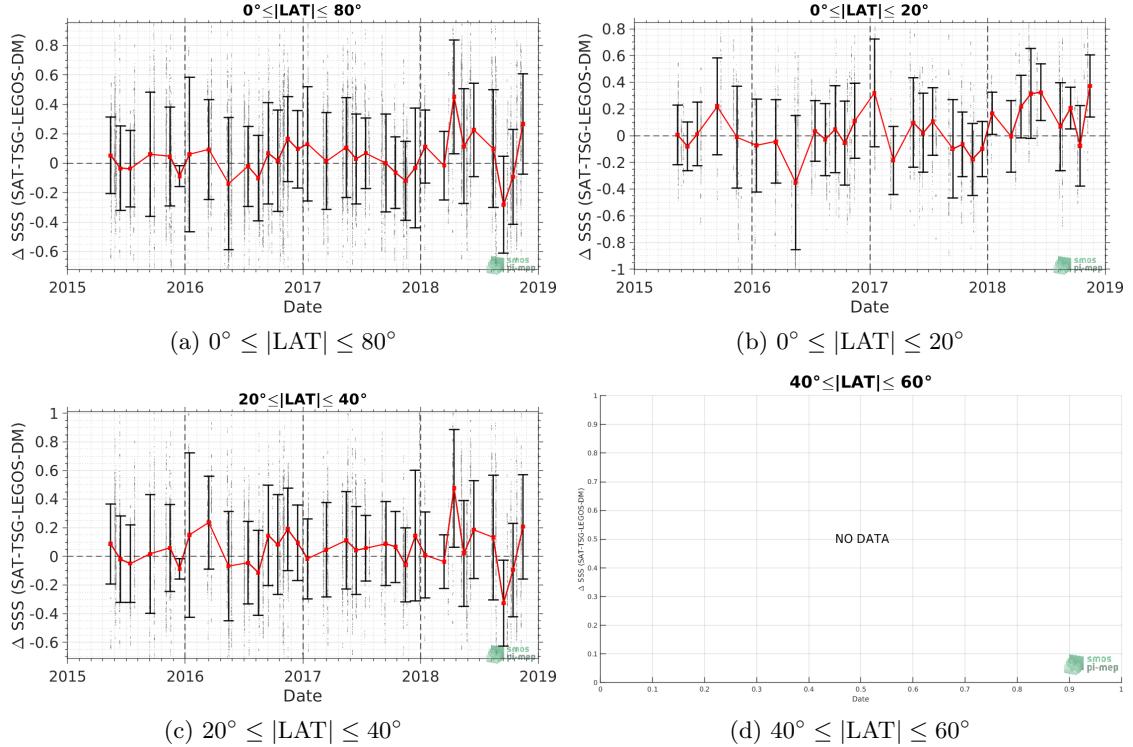 0°≤|LAT|≤ 80°
Δ SSS (SAT-TSG-LEGOS-DM)
0.8
0.6
0.4
0.2
0
-0.2
-0.4
-0.6
2015
2016
2017
2018
2019
Date
smos
pi-mep
(a) 0° ≤ |LAT| ≤ 80°
0°≤|LAT|≤ 20°
Δ SSS (SAT-TSG-LEGOS-DM)
0.8
0.6
0.4
0.2
0
-0.2
-0.4
-0.6
-0.8
-1
2015
2016
2017
2018
2019
Date
smos
pi-mep
(b) 0° ≤ |LAT| ≤ 20°
20°≤|LAT|≤ 40°
Δ SSS (SAT-TSG-LEGOS-DM)
1
0.8
0.6
0.4
0.2
0
-0.2
-0.4
-0.6
2015
2016
2017
2018
2019
Date
smos
pi-mep
(c) 20° ≤ |LAT| ≤ 40°
40°≤|LAT|≤ 60°
Δ SSS (SAT-TSG-LEGOS-DM)
1
0.9
0.8
0.7
0.6
0.5
0.4
0.3
0.2
0.1
0
NO DATA
0
0.1
0.2
0.3
0.4
0.5
0.6
0.7
0.8
0.9
1
Date
smos
pi-mep
(d) 40° ≤ |LAT| ≤ 60°